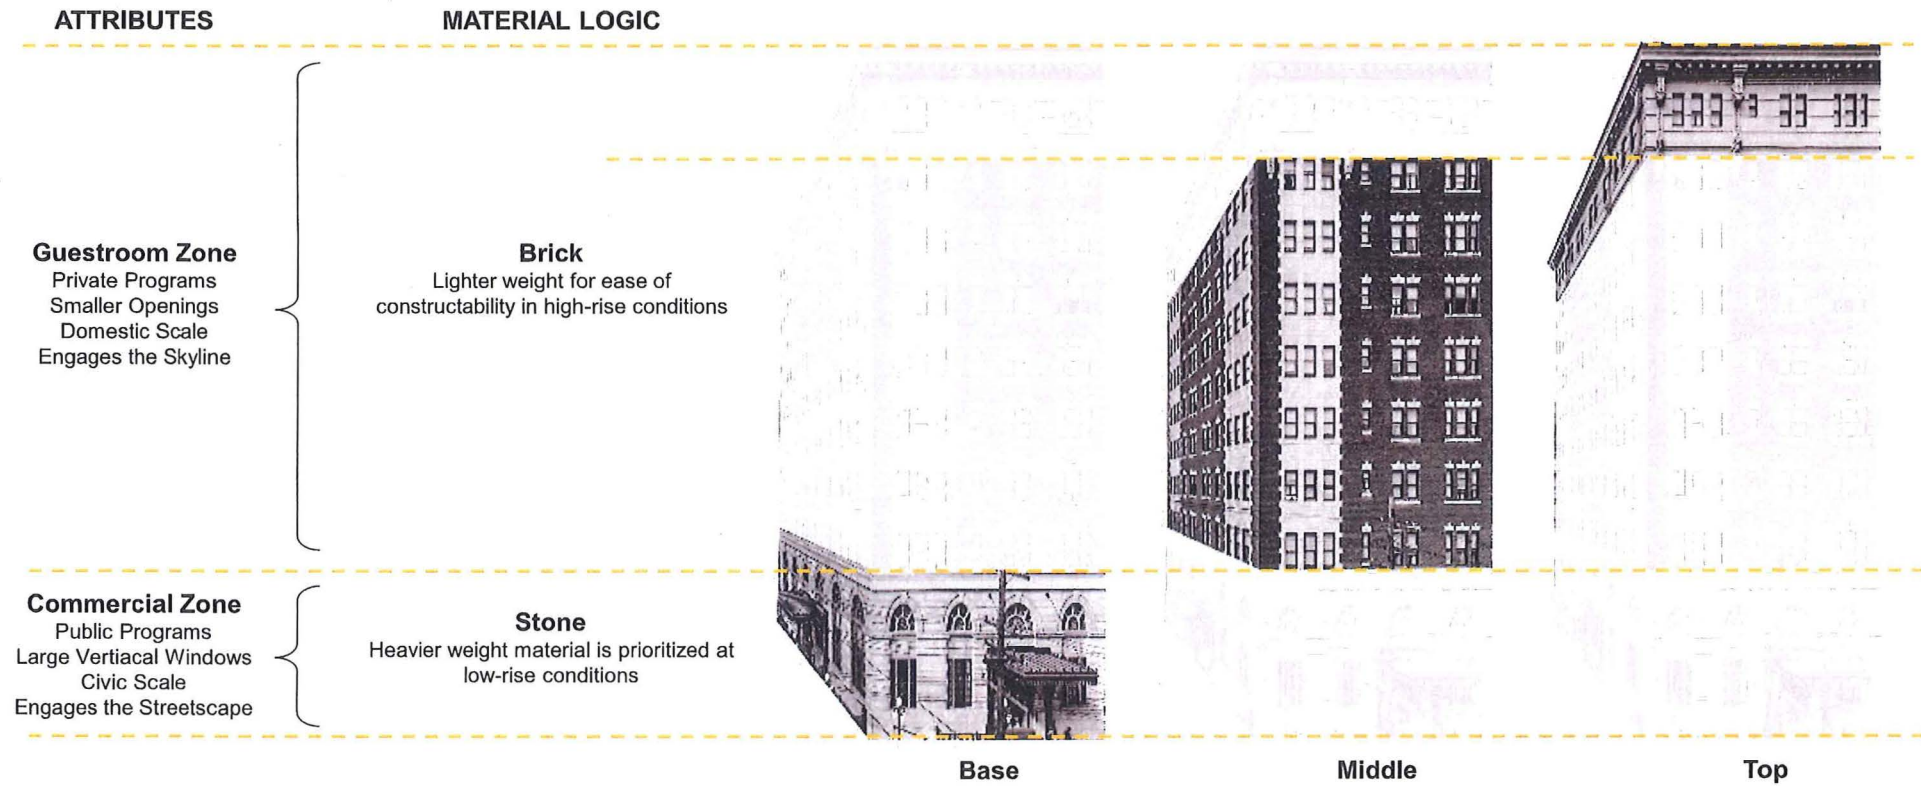 ATTRIBUTES
MATERIAL LOGIC
Guestroom Zone
Private Programs
Smaller Openings
Domestic Scale
Engages the Skyline
Brick
Lighter weight for ease of
constructability in high-rise conditions
Commercial Zone
Public Programs
Large Vertiacal Windows
Civic Scale
Engages the Streetscape
Stone
Heavier weight material is prioritized at
low-rise conditions
Base
Middle
Top